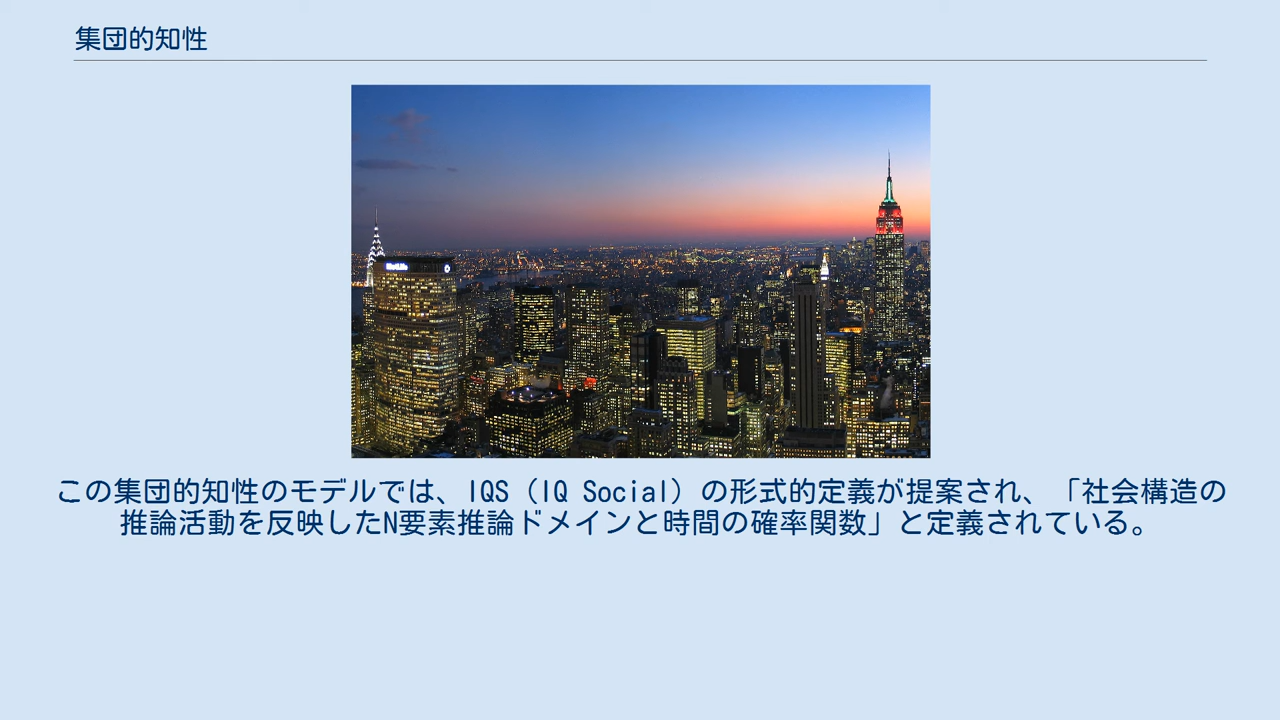 集団的知性
MetLife
この集団的知性のモデルでは、IQS（IQ Social）の形式的定義が提案され、「社会構造の
推論活動を反映したN要素推論ドメインと時間の確率関数」と定義されている。